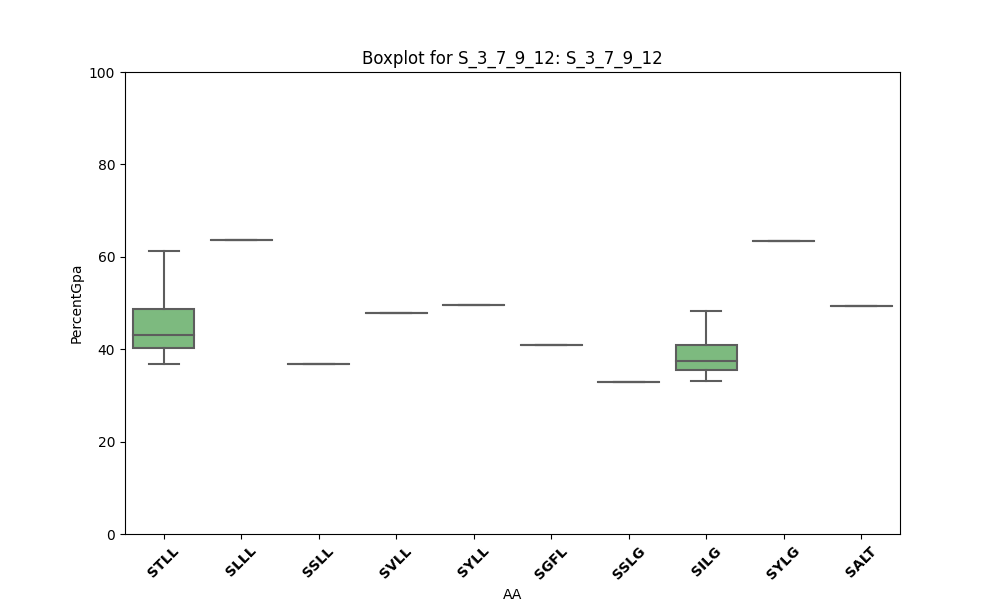 Boxplot for S_3_7_9_12: S_3_7_9_12
100
80
60
40
20
0
PercentGpa
STLL
SLLL
SSLL
SVLL
SYLL
SGFL
SSLG
SILG
SYLG
SALT
AA